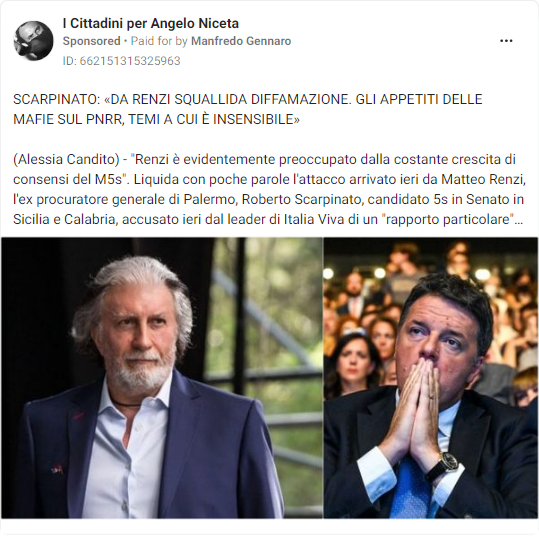 I Cittadini per Angelo Niceta
Sponsored • Paid for by Manfredo Gennaro
ID: 662151315325963
SCARPINATO: «DA RENZI SQUALLIDA DIFFAMAZIONE. GLI APPETITI DELLE
MAFIE SUL PNRR, TEMI A CUI È INSENSIBILE»
(Alessia Candito) - "Renzi è evidentemente preoccupato dalla costante crescita di
consensi del M5s". Liquida con poche parole l'attacco arrivato ieri da Matteo Renzi,
l'ex procuratore generale di Palermo, Roberto Scarpinato, candidato 5s in Senato in
Sicilia e Calabria, accusato ieri dal leader di Italia Viva di un "rapporto particolare"...